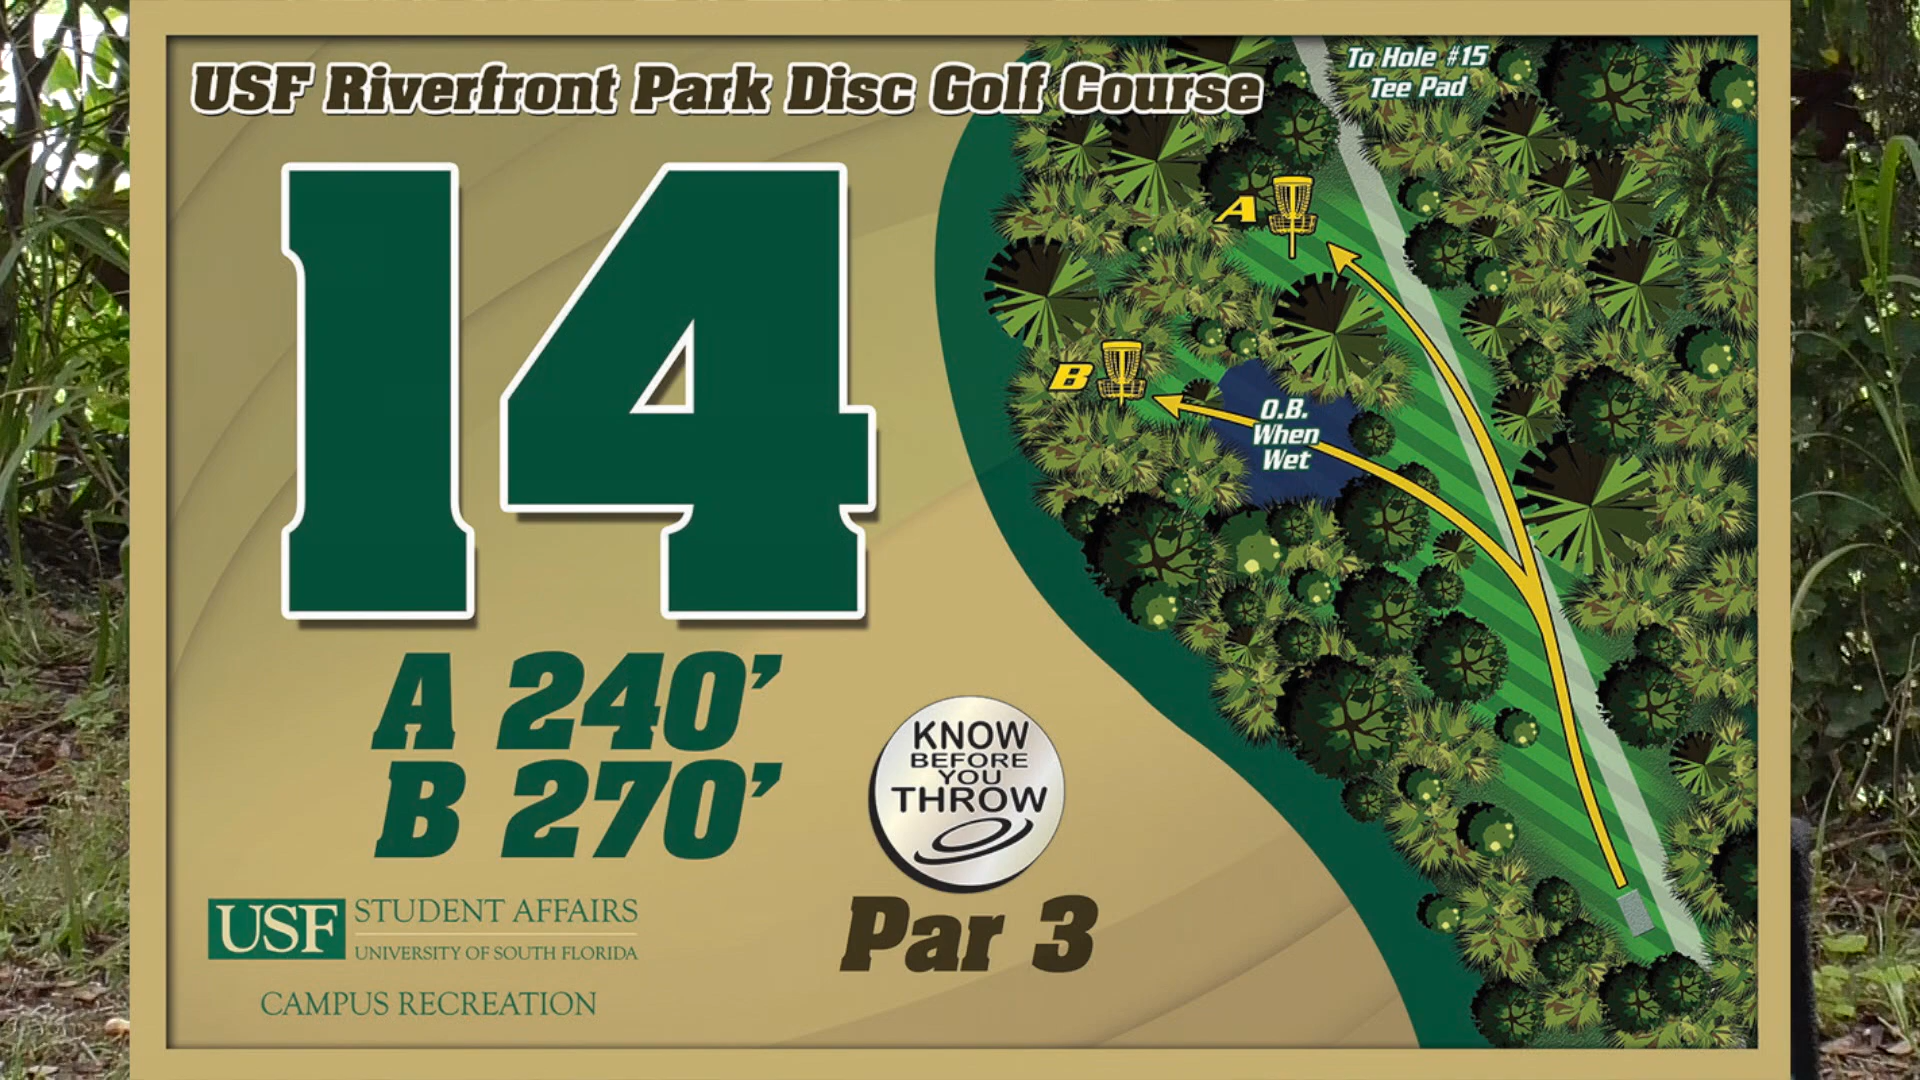 USF Riverfront Park Disc Golf Course
To Hole #15
Tee Pad
14
A
B
O.B.
When
Wet
A 240’
B 270’
KNOW
BEFORE
YOU
THROW
Par 3
USF STUDENT AFFAIRS
UNIVERSITY OF SOUTH FLORIDA
CAMPUS RECREATION